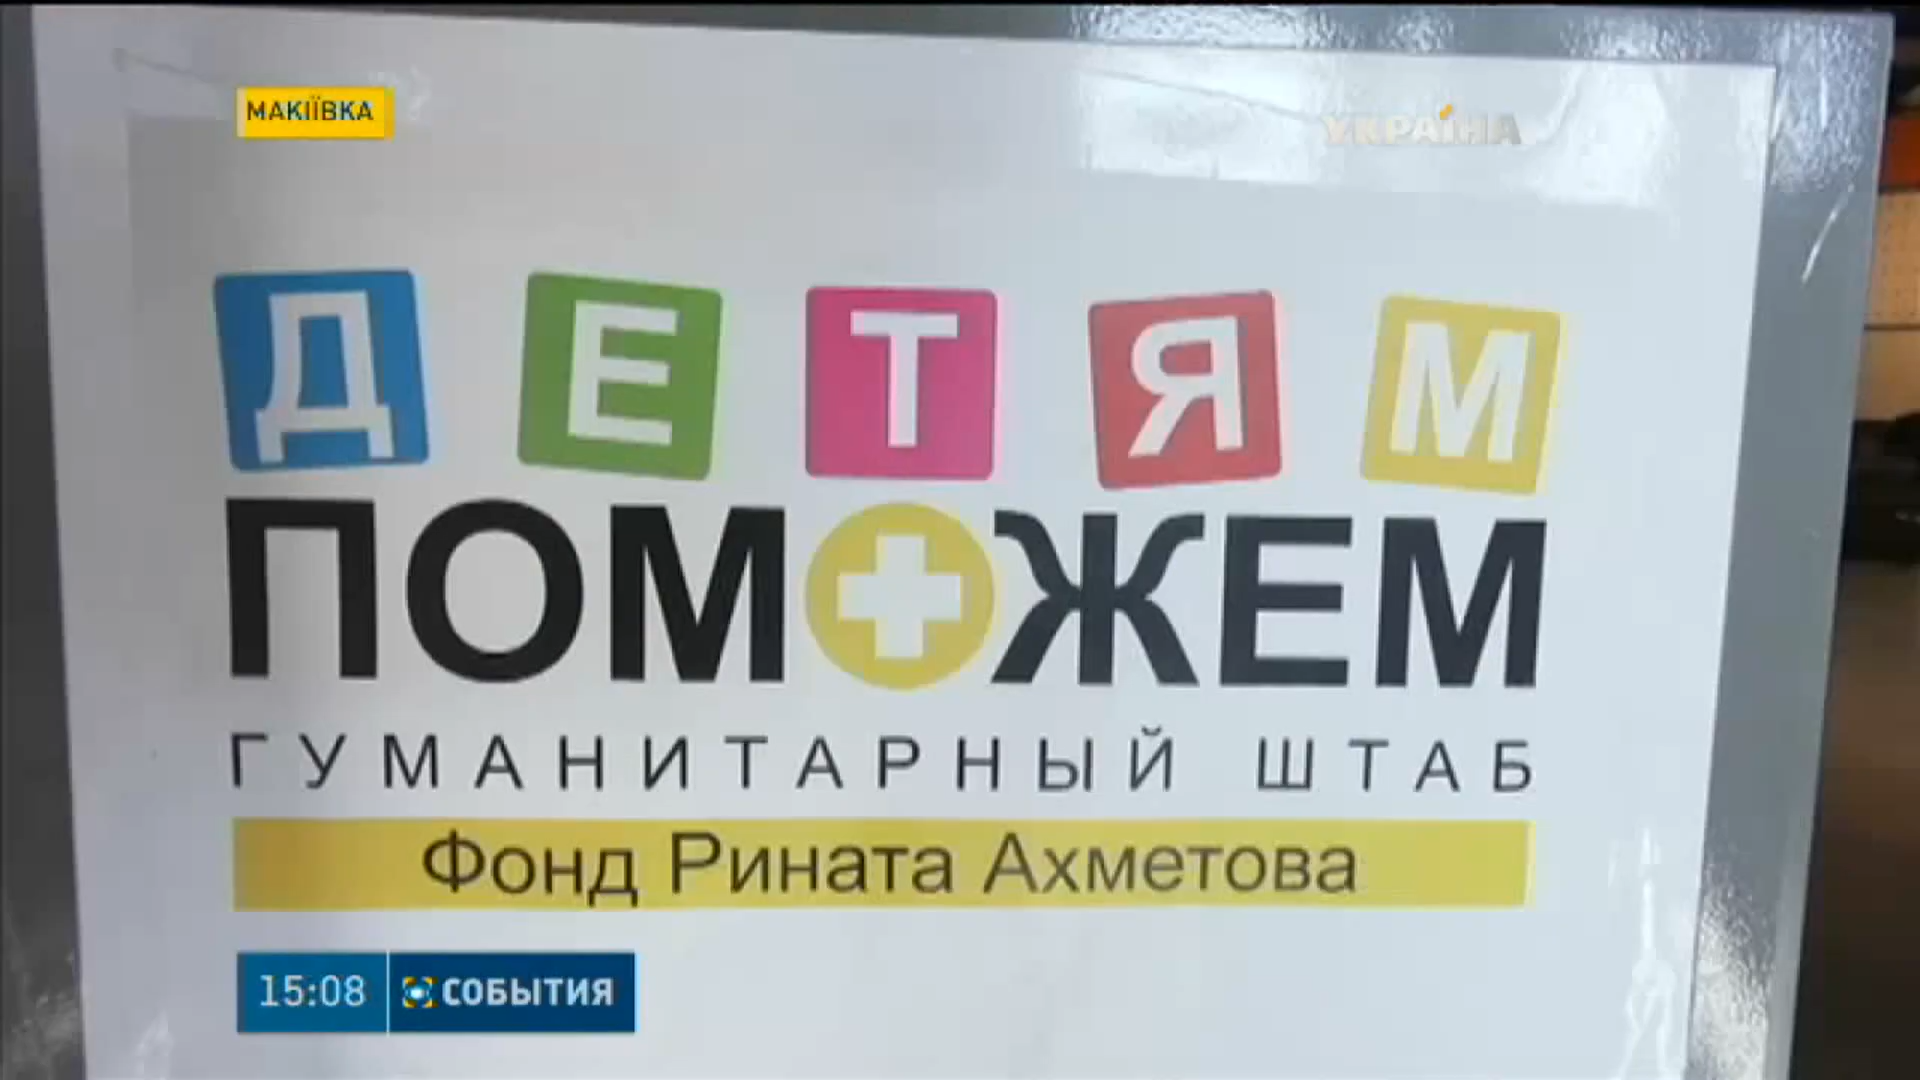 МАКІЇВКА
УКРАЇНА
ДЕТЯМ
ПОМОЖЕМ
ГУМАНИТАРНЫЙ ШТАБ
Фонд Рината Ахметова
15:08 СОБЫТИЯ